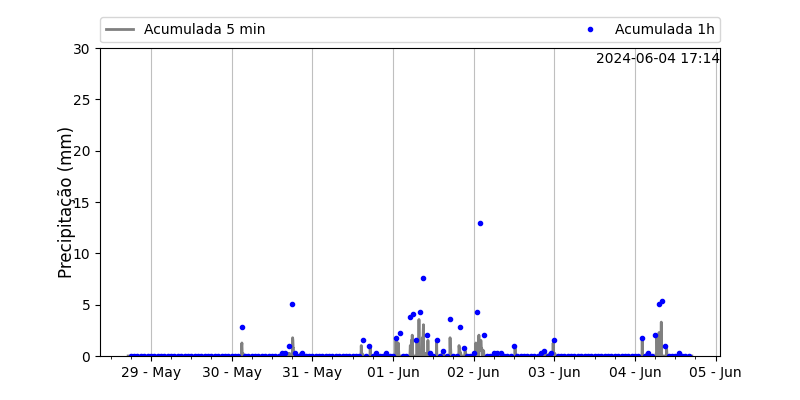 Acumulada 5 min
Acumulada 1h
2024-06-04 17:14
Precipitação (mm)
30
25
20
15
10
5
0
29 - May
30 - May
31 - May
01 - Jun
02 - Jun
03 - Jun
04 - Jun
05 - Jun